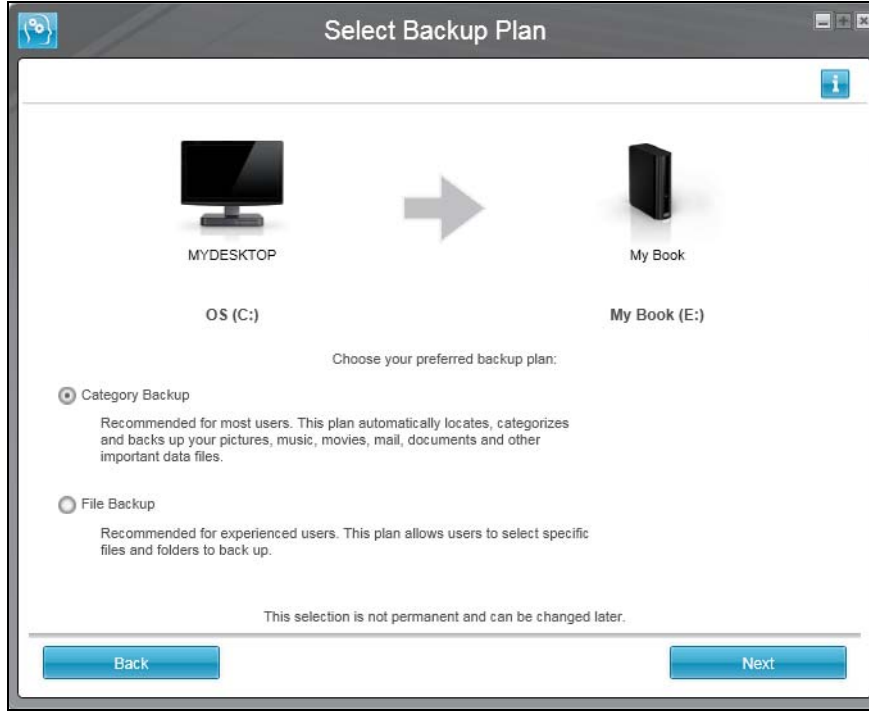 Select Backup Plan
MYDESKTOP
My Book
OS (C:)
My Book (E:)
Choose your preferred backup plan:
Category Backup
Recommended for most users. This plan automatically locates, categorizes
and backs up your pictures, music, movies, mail, documents and other
important data files.
File Backup
Recommended for experienced users. This plan allows users to select specific
files and folders to back up.
This selection is not permanent and can be changed later.
Back
Next